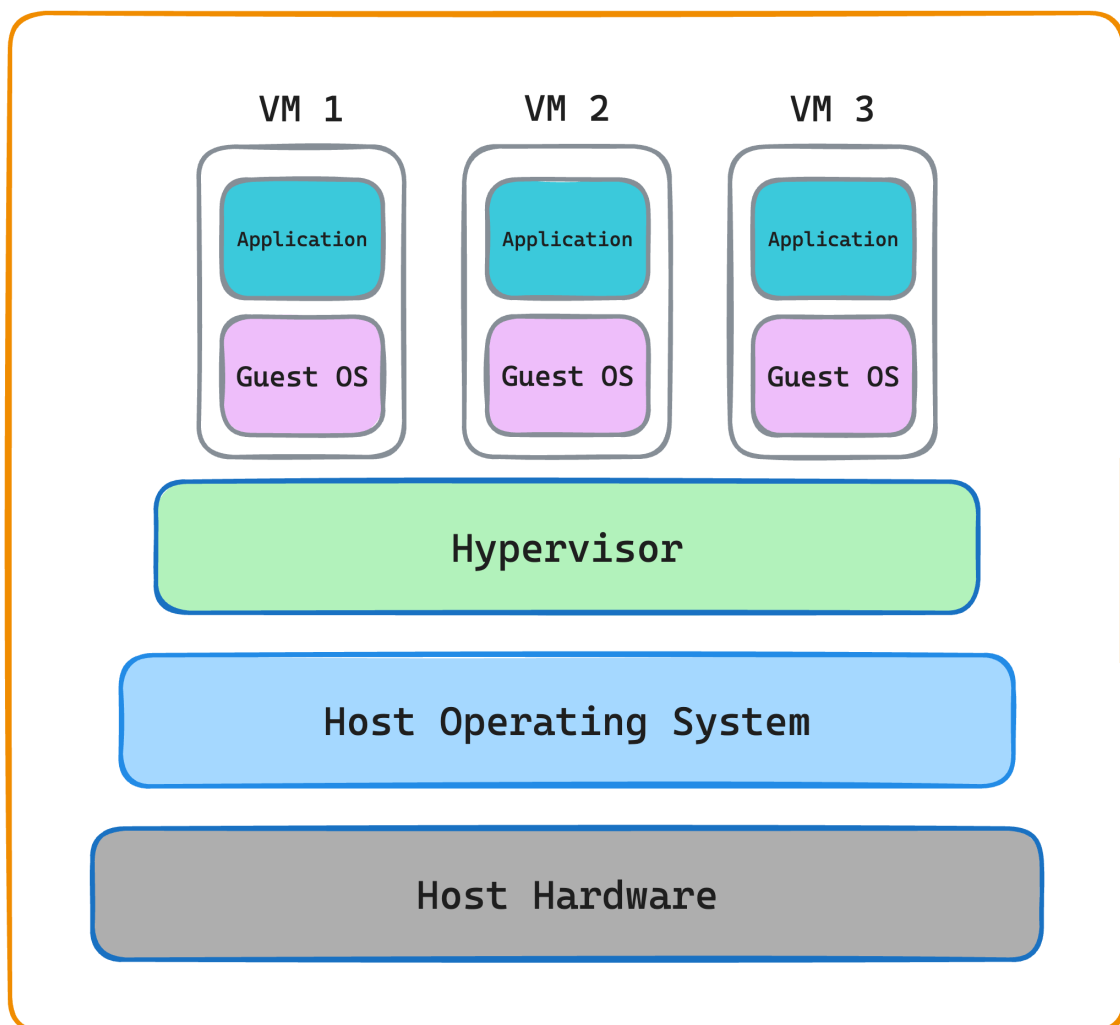 VM 1 VM 2 VM 3
Application Application Application
Guest OS Guest OS Guest OS
Hypervisor
Host Operating System
Host Hardware